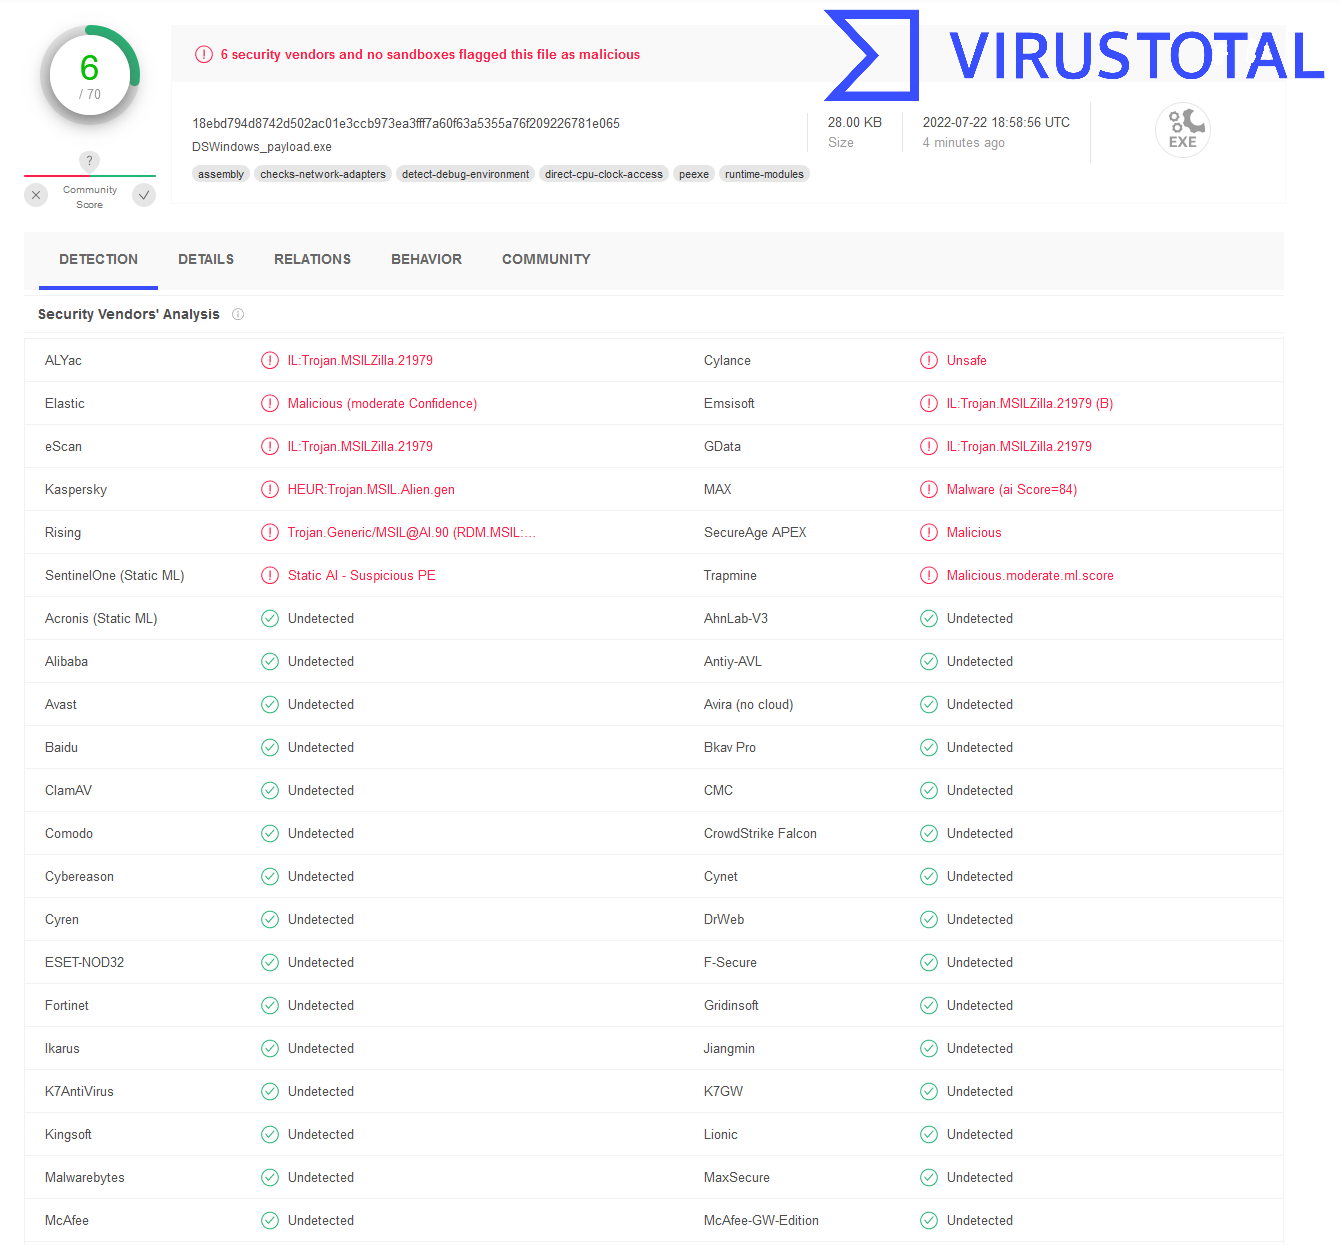 6
/ 70
?
Community
Score
6 security vendors and no sandboxes flagged this file as malicious
VIRUSTOTAL
18ebd794d8742d502ac01e3ccb973ea3fff7a60f63a5355a76f209226781e065
DSWindows_payload.exe
assembly checks-network-adapters detect-debug-environment direct-cpu-clock-access peexe runtime-modules
28.00 KB
Size
2022-07-22 18:58:56 UTC
4 minutes ago
EXE
DETECTION DETAILS RELATIONS BEHAVIOR COMMUNITY
Security Vendors' Analysis
ALYac IL:Trojan.MSILZilla.21979 Cylance Unsafe
Elastic Malicious (moderate Confidence) Emsisoft IL:Trojan.MSILZilla.21979 (B)
eScan IL:Trojan.MSILZilla.21979 GData IL:Trojan.MSILZilla.21979
Kaspersky HEUR:Trojan.MSIL.Alien.gen MAX Malware (ai Score=84)
Rising Trojan.Generic/MSIL@AI.90 (RDM.MSIL:... SecureAge APEX Malicious
SentinelOne (Static ML) Static AI - Suspicious PE Trapmine Malicious.moderate.ml.score
Acronis (Static ML) Undetected AhnLab-V3 Undetected
Alibaba Undetected Antiy-AVL Undetected
Avast Undetected Avira (no cloud) Undetected
Baidu Undetected Bkav Pro Undetected
ClamAV Undetected CMC Undetected
Comodo Undetected CrowdStrike Falcon Undetected
Cybereason Undetected Cynet Undetected
Cyren Undetected DrWeb Undetected
ESET-NOD32 Undetected F-Secure Undetected
Fortinet Undetected Gridinsoft Undetected
Ikarus Undetected Jiangmin Undetected
K7AntiVirus Undetected K7GW Undetected
Kingsoft Undetected Lionic Undetected
Malwarebytes Undetected MaxSecure Undetected
McAfee Undetected McAfee-GW-Edition Undetected